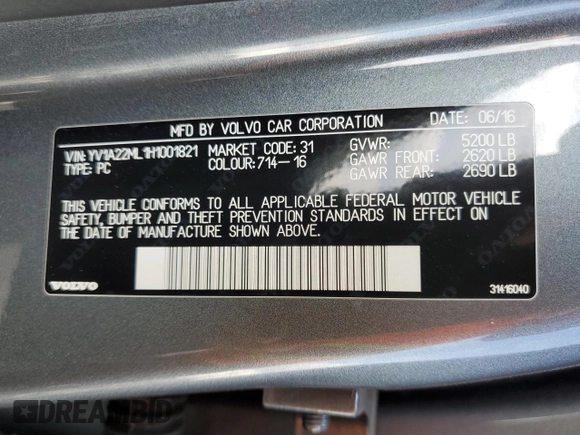 MFD BY VOLVO CAR CORPORATION DATE: 06/16
VIN: YV1A22ML1H1001821 MARKET CODE: 31 GVWR: 5200 LB
TYPE: PC COLOUR: 714-16 GAWR FRONT: 2620 LB
GAWR REAR: 2690 LB
THIS VEHICLE CONFORMS TO ALL APPLICABLE FEDERAL MOTOR VEHICLE
SAFETY, BUMPER AND THEFT PREVENTION STANDARDS IN EFFECT ON
THE DATE OF MANUFACTURE SHOWN ABOVE.
VOLVO 31416040
DREAMBID